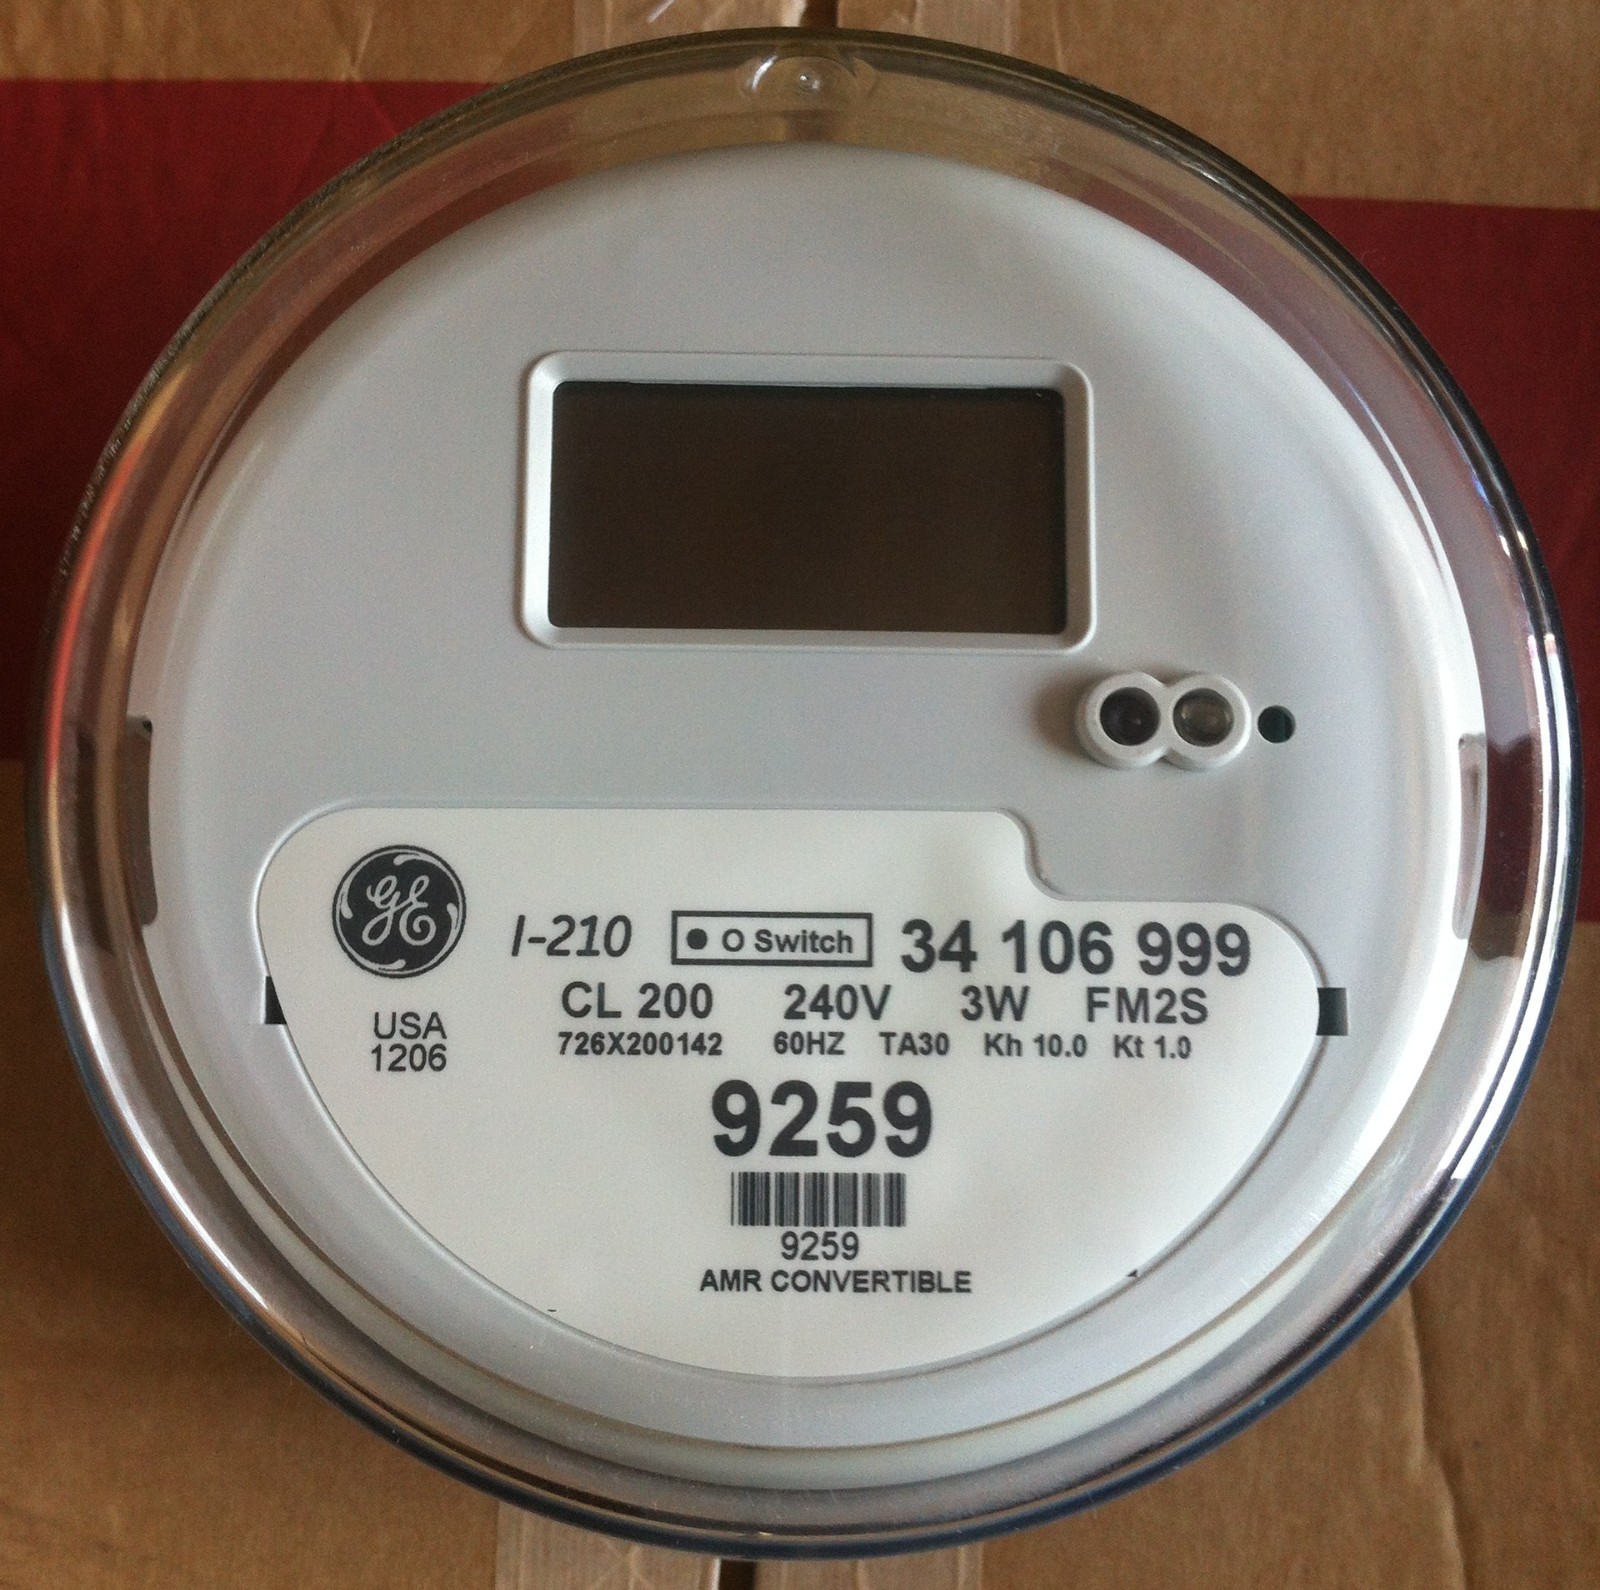 GE I-210 ● O Switch 34 106 999
USA CL 200 240V 3W FM2S
1206 726X200142 60HZ TA30 Kh 10.0 Kt 1.0
9259
9259
AMR CONVERTIBLE